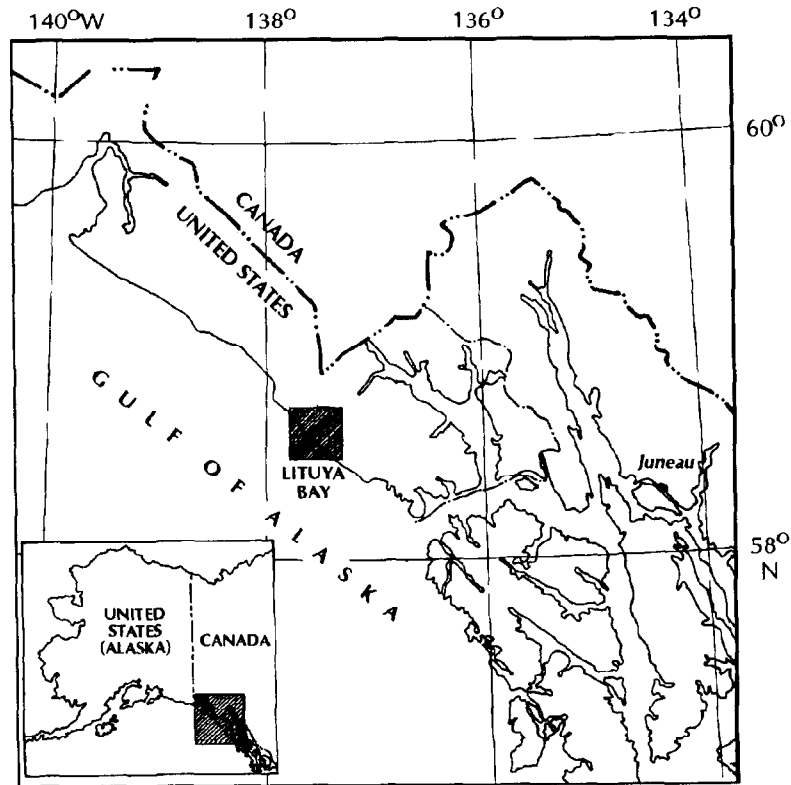 140°W
138°
136°
134°
60°
CANADA
UNITED STATES
GULF OF ALASKA
LITUYA
BAY
Juneau
58°
N
UNITED
STATES
(ALASKA)
CANADA